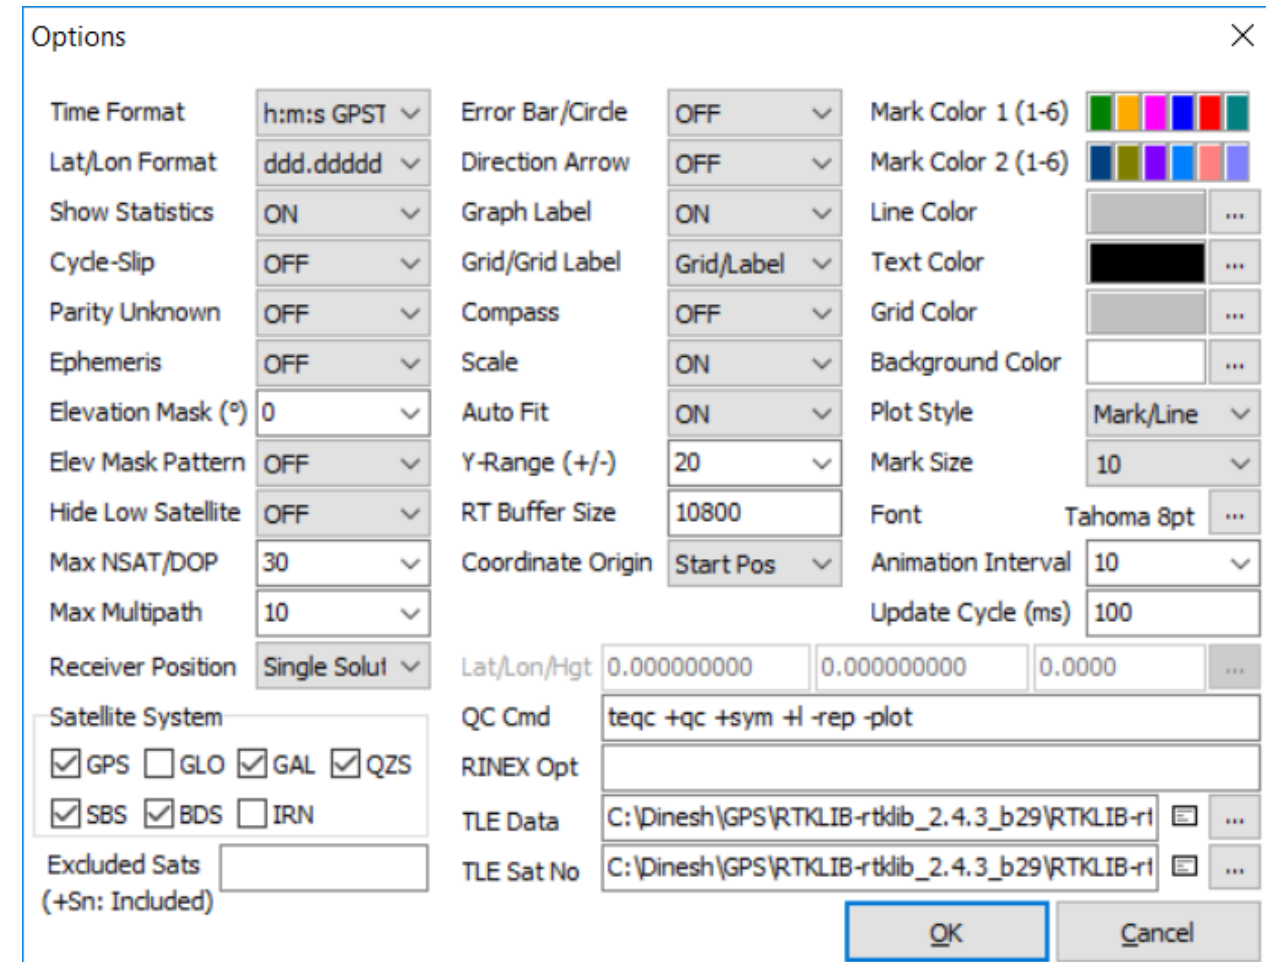 Options
Time Format h:m:s GPST Error Bar/Circle OFF Mark Color 1 (1-6)
Lat/Lon Format ddd.ddddd Direction Arrow OFF Mark Color 2 (1-6)
Show Statistics ON Graph Label ON Line Color ...
Cycle-Slip OFF Grid/Grid Label Grid/Label Text Color ...
Parity Unknown OFF Compass OFF Grid Color ...
Ephemeris OFF Scale ON Background Color ...
Elevation Mask (°) 0 Auto Fit ON Plot Style Mark/Line
Elev Mask Pattern OFF Y-Range (+/-) 20 Mark Size 10
Hide Low Satellite OFF RT Buffer Size 10800 Font Tahoma 8pt ...
Max NSAT/DOP 30 Coordinate Origin Start Pos Animation Interval 10
Max Multipath 10 Update Cycle (ms) 100
Receiver Position Single Solut Lat/Lon/Hgt 0.000000000 0.000000000 0.0000 ...
Satellite System QC Cmd teqc +qc +sym +l -rep -plot
GPS GLO GAL QZS RINEX Opt
SBS BDS IRN TLE Data C:\Dinesh\GPS\RTKLIB-rtklib_2.4.3_b29\RTKLIB-rt ...
Excluded Sats TLE Sat No C:\Dinesh\GPS\RTKLIB-rtklib_2.4.3_b29\RTKLIB-rt ...
(+Sn: Included)
OK Cancel